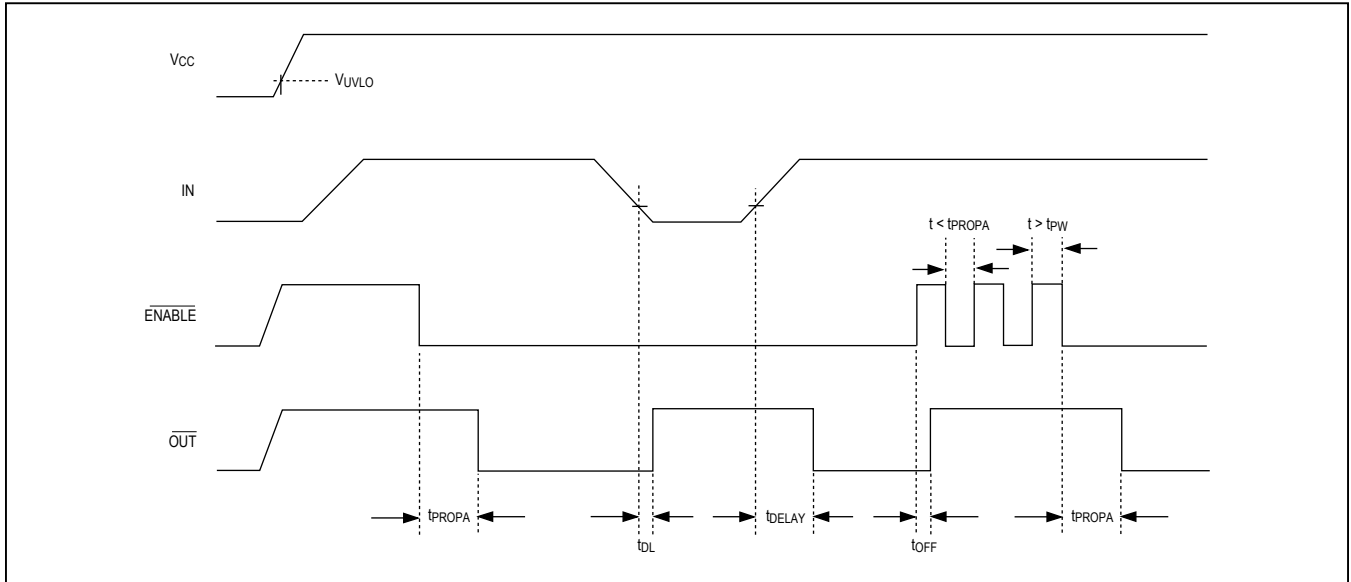 VCC
VUVLO
IN
t < tPROPA
t > tPW
ENABLE
OUT
tPROPA
tDL
tDELAY
tOFF
tPROPA